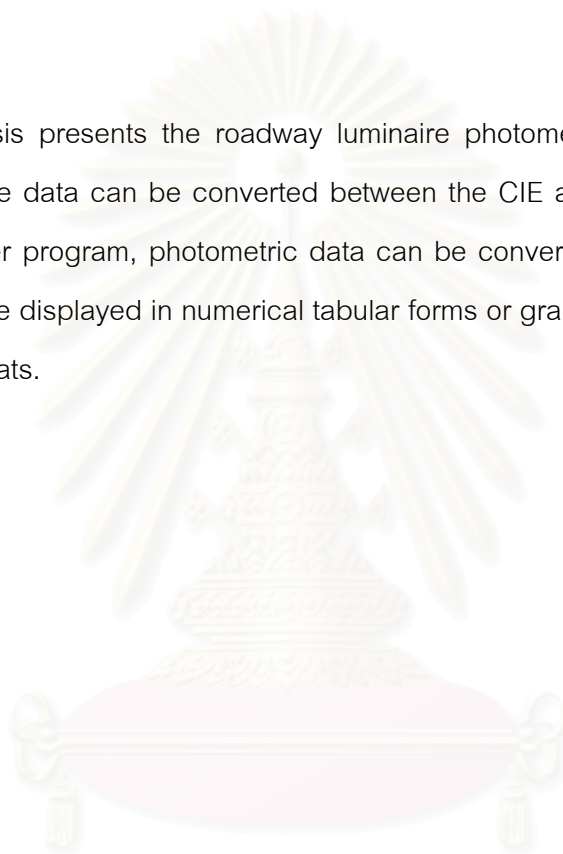 sis presents the roadway luminaire photome
e data can be converted between the CIE a
er program, photometric data can be conver
e displayed in numerical tabular forms or gra
ats.